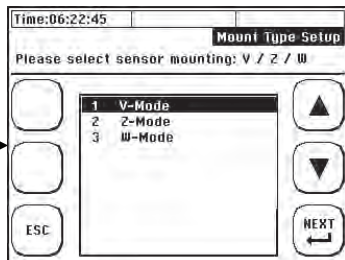 Time:06:22:45
Mount Type Setup
Please select sensor mounting: V / Z / W
1 V-Mode
2 Z-Mode
3 W-Mode
ESC
NEXT